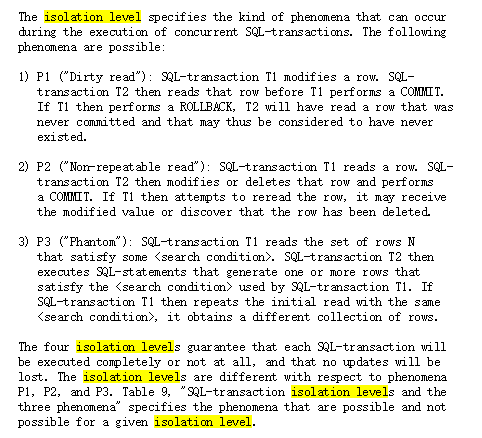 The isolation level specifies the kind of phenomena that can occur
during the execution of concurrent SQL-transactions. The following
phenomena are possible:
1) P1 ("Dirty read"): SQL-transaction T1 modifies a row. SQL-
transaction T2 then reads that row before T1 performs a COMMIT.
If T1 then performs a ROLLBACK, T2 will have read a row that was
never committed and that may thus be considered to have never
existed.
2) P2 ("Non-repeatable read"): SQL-transaction T1 reads a row. SQL-
transaction T2 then modifies or deletes that row and performs
a COMMIT. If T1 then attempts to reread the row, it may receive
the modified value or discover that the row has been deleted.
3) P3 ("Phantom"): SQL-transaction T1 reads the set of rows N
that satisfy some <search condition>. SQL-transaction T2 then
executes SQL-statements that generate one or more rows that
satisfy the <search condition> used by SQL-transaction T1. If
SQL-transaction T1 then repeats the initial read with the same
<search condition>, it obtains a different collection of rows.
The four isolation levels guarantee that each SQL-transaction will
be executed completely or not at all, and that no updates will be
lost. The isolation levels are different with respect to phenomena
P1, P2, and P3. Table 9, "SQL-transaction isolation levels and the
three phenomena" specifies the phenomena that are possible and not
possible for a given isolation level.